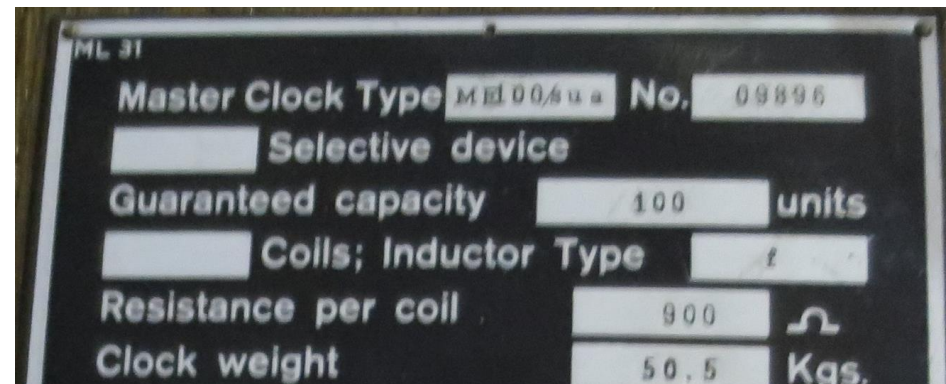 ML 31
Master Clock Type No. 09896
Selective device
Guaranteed capacity 100 units
Coils; Inductor Type f
Resistance per coil 900 Ω
Clock weight 50.5 Kgs.